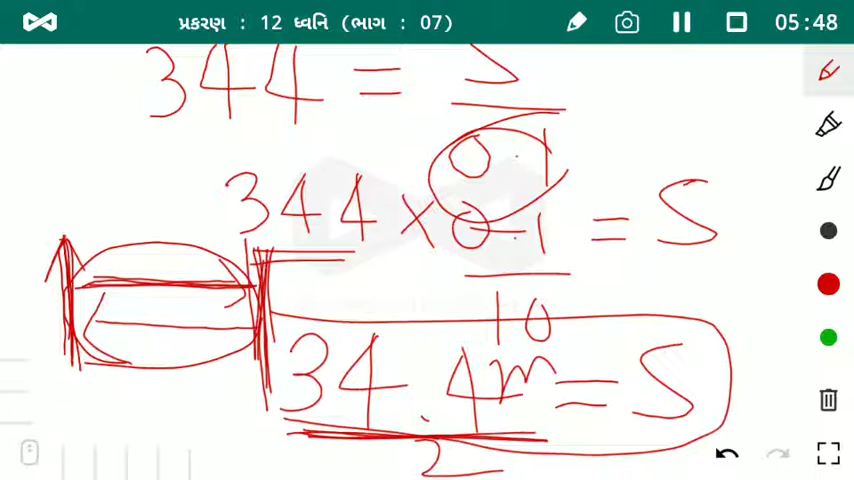 પ્રકરણ : 12 ધ્વનિ (ભાગ : 07)
05:48
344 = S
0.1
344 × 0.1 = S
10
34.4m = S
2